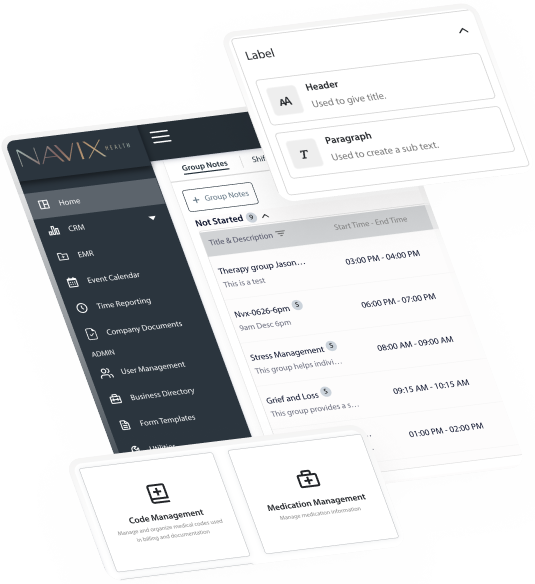 Label
Header
Used to give title.
Paragraph
Used to create a sub text.
NAVIX HEALTH
Home
CRM
EMR
Event Calendar
Time Reporting
Company Documents
ADMIN
User Management
Business Directory
Form Templates
Utilities
Group Notes
+ Group Notes
Not Started 9
Title & Description Start Time - End Time
Therapy group Jason... 03:00 PM - 04:00 PM
This is a test
Nvx-0626-6pm 5 06:00 PM - 07:00 PM
9am Desc 6pm
Stress Management 5 08:00 AM - 09:00 AM
This group helps indivi...
Grief and Loss 5 09:15 AM - 10:15 AM
This group provides a s...
01:00 PM - 02:00 PM
Code Management
Manage and organize medical codes used
in billing and documentation
Medication Management
Manage medication information